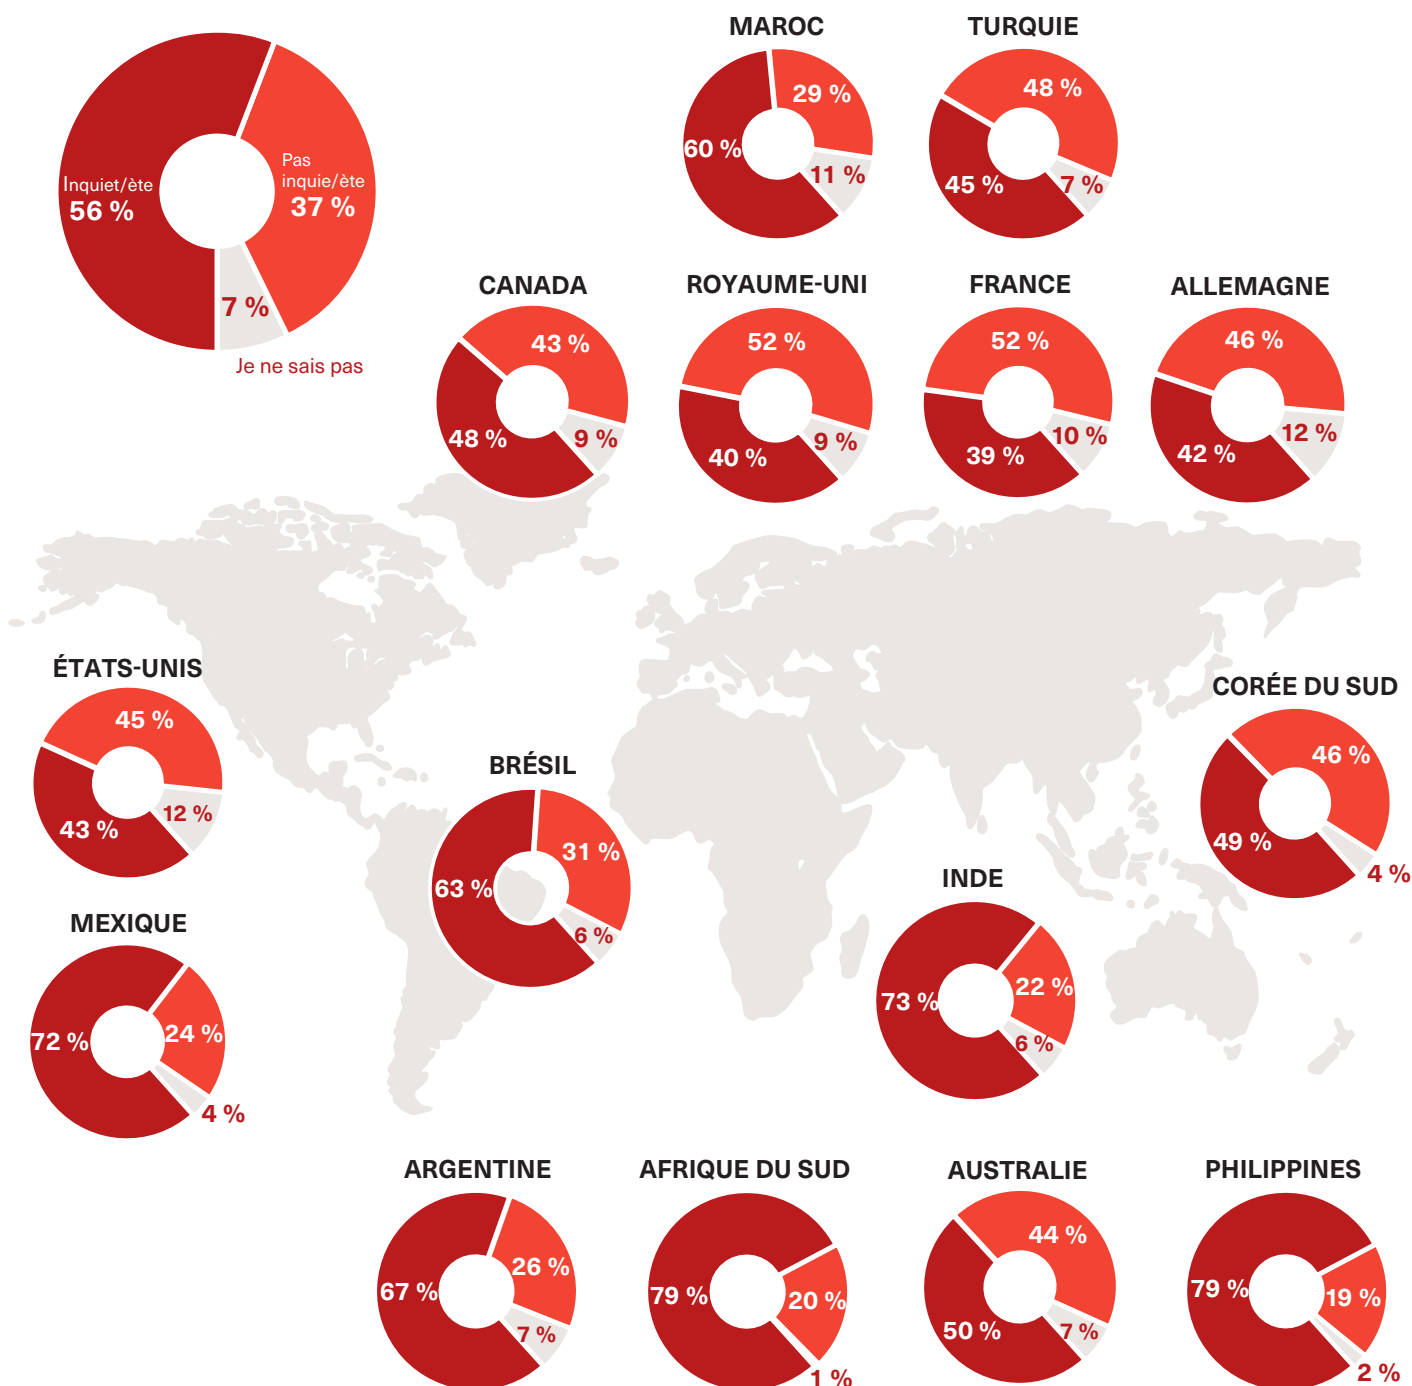 MAROC
29 %
60 %
11 %
TURQUIE
48 %
45 %
7 %
Inquiet/ète
56 %
Pas
inquie/ète
37 %
7 %
Je ne sais pas
CANADA
43 %
48 %
9 %
ROYAUME-UNI
52 %
40 %
9 %
FRANCE
52 %
39 %
10 %
ALLEMAGNE
46 %
42 %
12 %
ÉTATS-UNIS
45 %
43 %
12 %
CORÉE DU SUD
46 %
49 %
4 %
BRÉSIL
31 %
63 %
6 %
INDE
22 %
73 %
6 %
MEXIQUE
72 %
24 %
4 %
ARGENTINE
26 %
67 %
7 %
AFRIQUE DU SUD
79 %
20 %
1 %
AUSTRALIE
44 %
50 %
7 %
PHILIPPINES
79 %
19 %
2 %